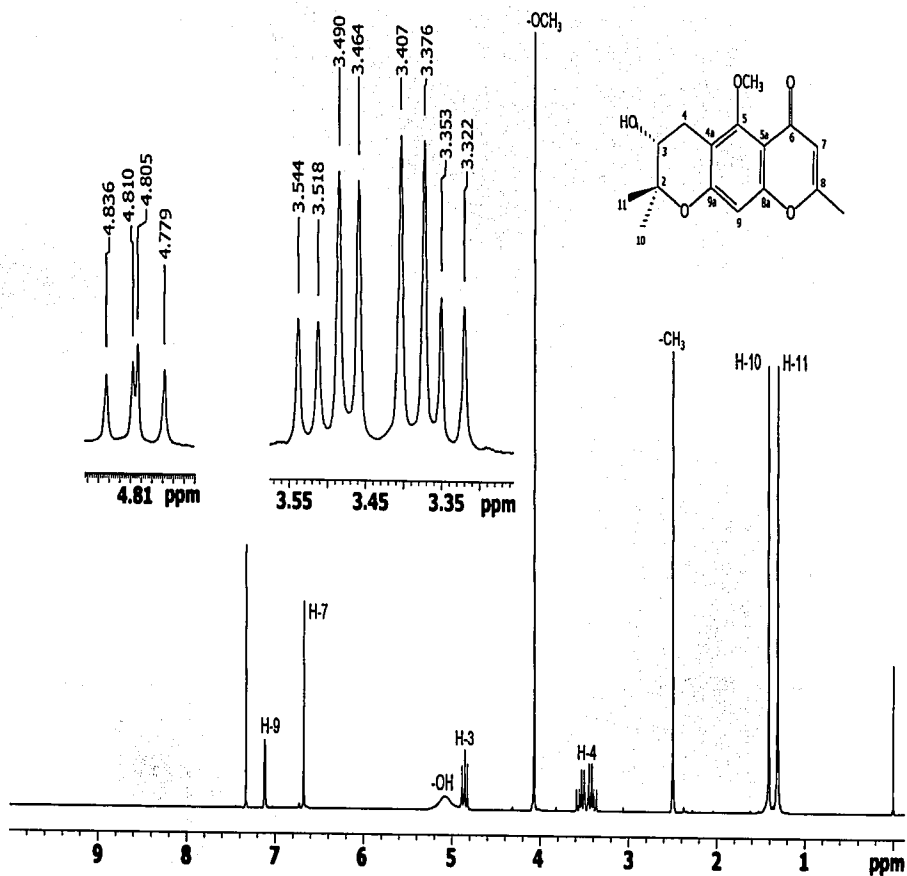 -OCH3
4.836
4.810
4.805
4.779
3.544
3.518
3.490
3.464
3.407
3.376
3.353
3.322
OCH3
O
HO
4
5
4a
5a
6
7
3
2
8
11
O
9a
8a
O
9
10
4.81 ppm
3.55 3.45 3.35 ppm
-CH3
H-10
H-11
H-7
H-9
H-3
H-4
-OH
9 8 7 6 5 4 3 2 1 ppm